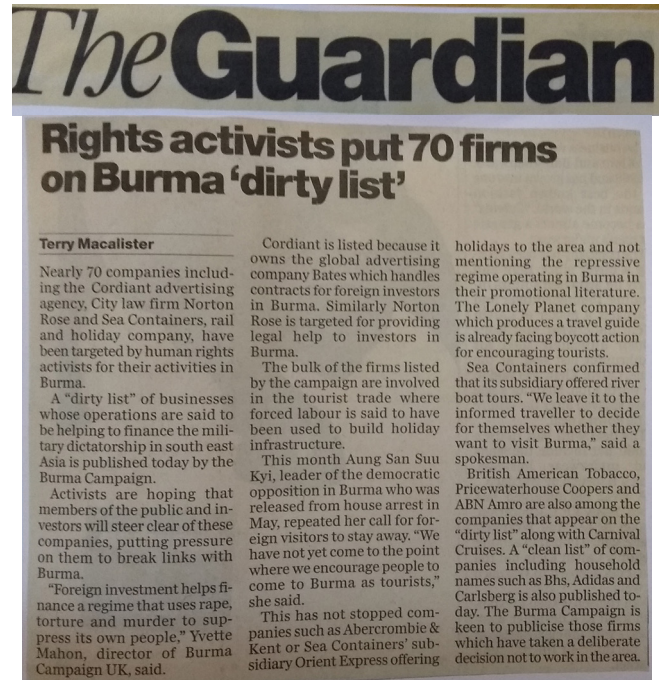 The Guardian
Rights activists put 70 firms
on Burma ‘dirty list’
Terry Macalister
Nearly 70 companies includ-
ing the Cordiant advertising
agency, City law firm Norton
Rose and Sea Containers, rail
and holiday company, have
been targeted by human rights
activists for their activities in
Burma.
A “dirty list” of businesses
whose operations are said to
be helping to finance the mili-
tary dictatorship in south east
Asia is published today by the
Burma Campaign.
Activists are hoping that
members of the public and in-
vestors will steer clear of these
companies, putting pressure
on them to break links with
Burma.
“Foreign investment helps fi-
nance a regime that uses rape,
torture and murder to sup-
press its own people,” Yvette
Mahon, director of Burma
Campaign UK, said.
Cordiant is listed because it
owns the global advertising
company Bates which handles
contracts for foreign investors
in Burma. Similarly Norton
Rose is targeted for providing
legal help to investors in
Burma.
The bulk of the firms listed
by the campaign are involved
in the tourist trade where
forced labour is said to have
been used to build holiday
infrastructure.
This month Aung San Suu
Kyi, leader of the democratic
opposition in Burma who was
released from house arrest in
May, repeated her call for for-
eign visitors to stay away. “We
have not yet come to the point
where we encourage people to
come to Burma as tourists,”
she said.
This has not stopped com-
panies such as Abercrombie &
Kent or Sea Containers’ sub-
sidiary Orient Express offering
holidays to the area and not
mentioning the repressive
regime operating in Burma in
their promotional literature.
The Lonely Planet company
which produces a travel guide
is already facing boycott action
for encouraging tourists.
Sea Containers confirmed
that its subsidiary offered river
boat tours. “We leave it to the
informed traveller to decide
for themselves whether they
want to visit Burma,” said a
spokesman.
British American Tobacco,
Pricewaterhouse Coopers and
ABN Amro are also among the
companies that appear on the
“dirty list” along with Carnival
Cruises. A “clean list” of com-
panies including household
names such as Bhs, Adidas and
Carlsberg is also published to-
day. The Burma Campaign is
keen to publicise those firms
which have taken a deliberate
decision not to work in the area.